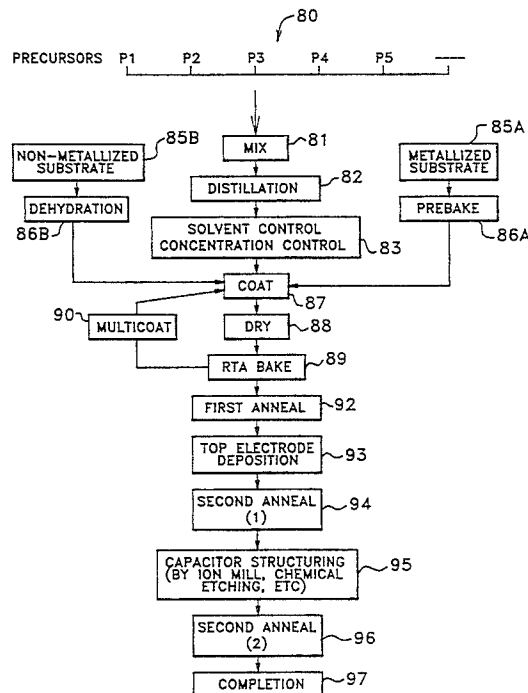 80
PRECURSORS P1 P2 P3 P4 P5
85B
NON-METALLIZED
SUBSTRATE
DEHYDRATION
86B
MIX
81
DISTILLATION
82
SOLVENT CONTROL
CONCENTRATION CONTROL
83
85A
METALLIZED
SUBSTRATE
PREBAKE
86A
COAT
87
90
MULTICOAT
DRY
88
RTA BAKE
89
FIRST ANNEAL
92
TOP ELECTRODE
DEPOSITION
93
SECOND ANNEAL
(1)
94
CAPACITOR STRUCTURING
(BY ION MILL, CHEMICAL
ETCHING, ETC)
95
SECOND ANNEAL
(2)
96
COMPLETION
97